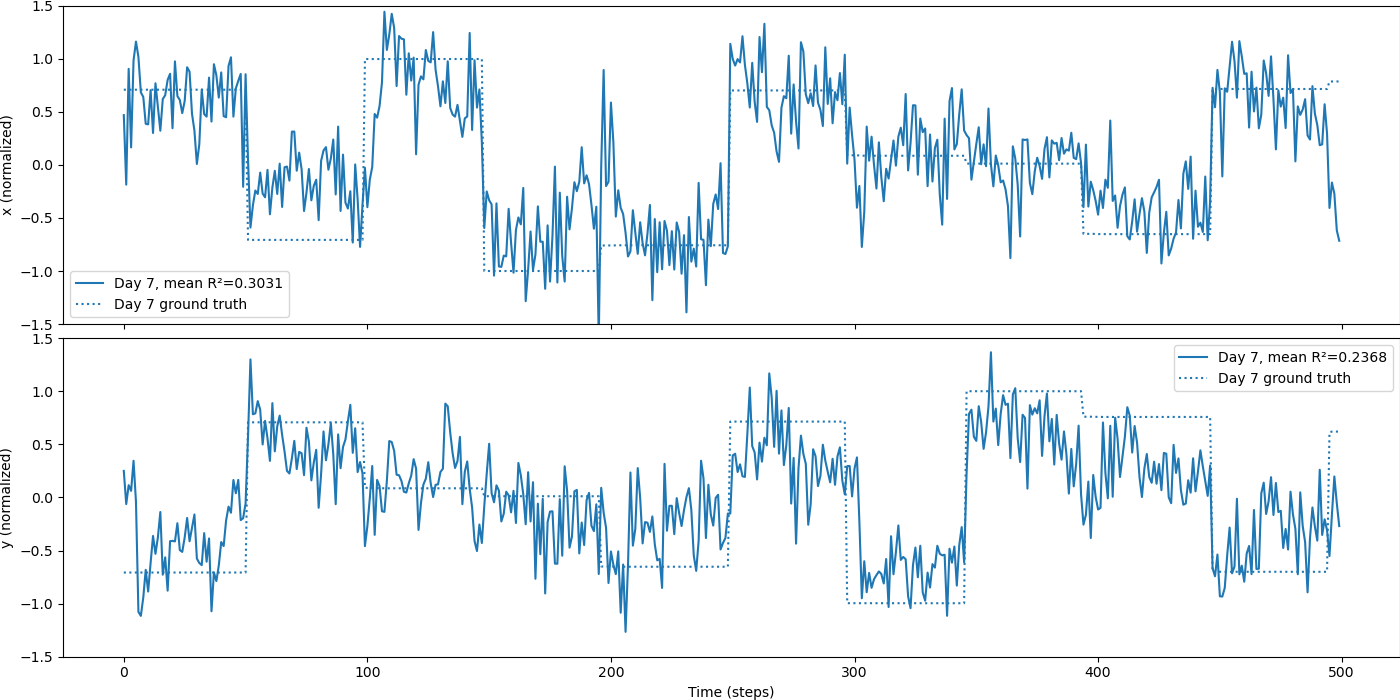 1.5
1.0
0.5
0.0
−0.5
−1.0
−1.5
x (normalized)
Day 7, mean R²=0.3031
Day 7 ground truth
1.5
1.0
0.5
0.0
−0.5
−1.0
−1.5
y (normalized)
Day 7, mean R²=0.2368
Day 7 ground truth
0 100 200 300 400 500
Time (steps)